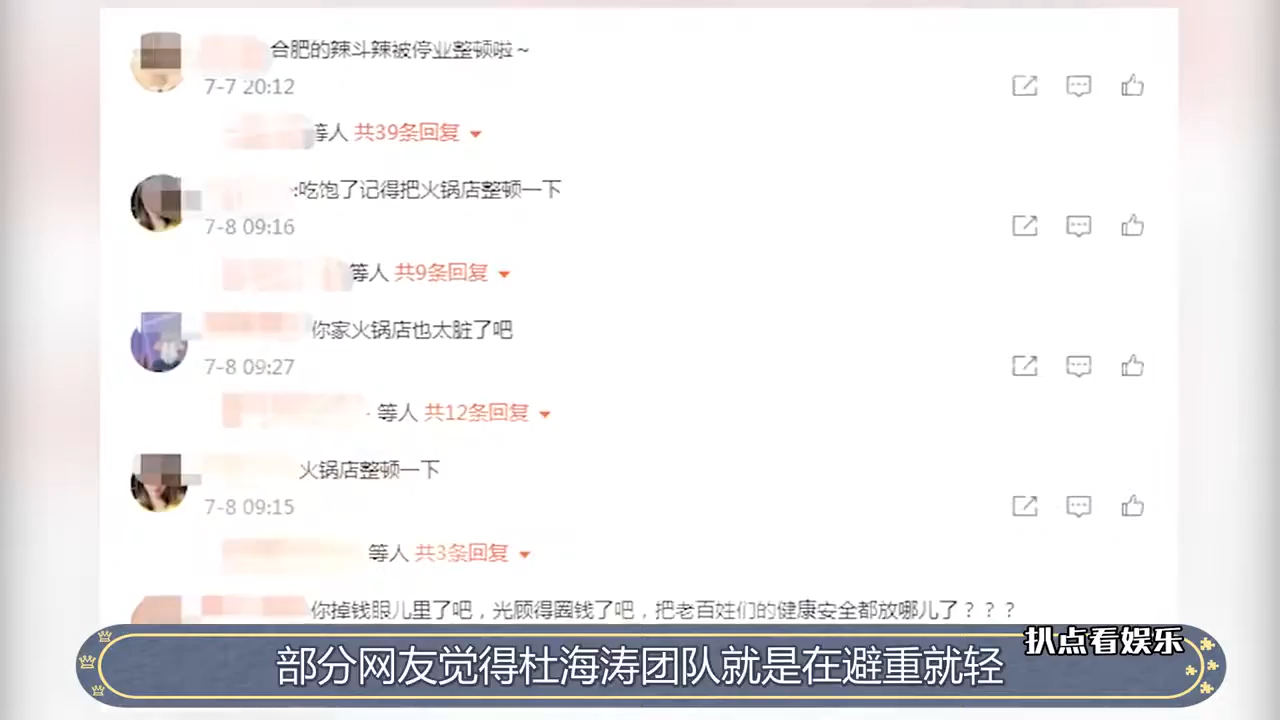 合肥的辣斗辣被停业整顿啦~
7-7 20:12
等人 共39条回复
:吃饱了记得把火锅店整顿一下
7-8 09:16
等人 共9条回复
你家火锅店也太脏了吧
7-8 09:27
等人 共12条回复
火锅店整顿一下
7-8 09:15
等人 共3条回复
你掉钱眼儿里了吧，光顾得圈钱了吧，把老百姓们的健康安全都放哪儿了？？？
扒点看娱乐
部分网友觉得杜海涛团队就是在避重就轻